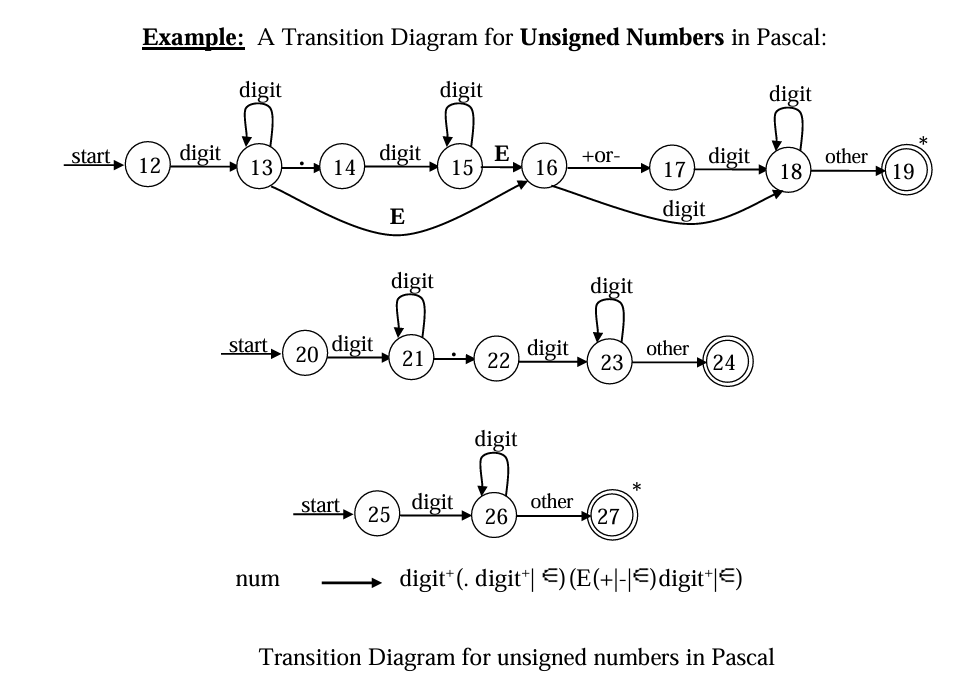 Example: A Transition Diagram for Unsigned Numbers in Pascal:
digit digit digit
start 12 digit 13 . 14 digit 15 E 16 +or- 17 digit 18 other 19 *
E digit
digit digit
start 20 digit 21 . 22 digit 23 other 24
digit
start 25 digit 26 other 27 *
num digit⁺(. digit⁺| ∈)(E(+|-|∈)digit⁺|∈)
Transition Diagram for unsigned numbers in Pascal